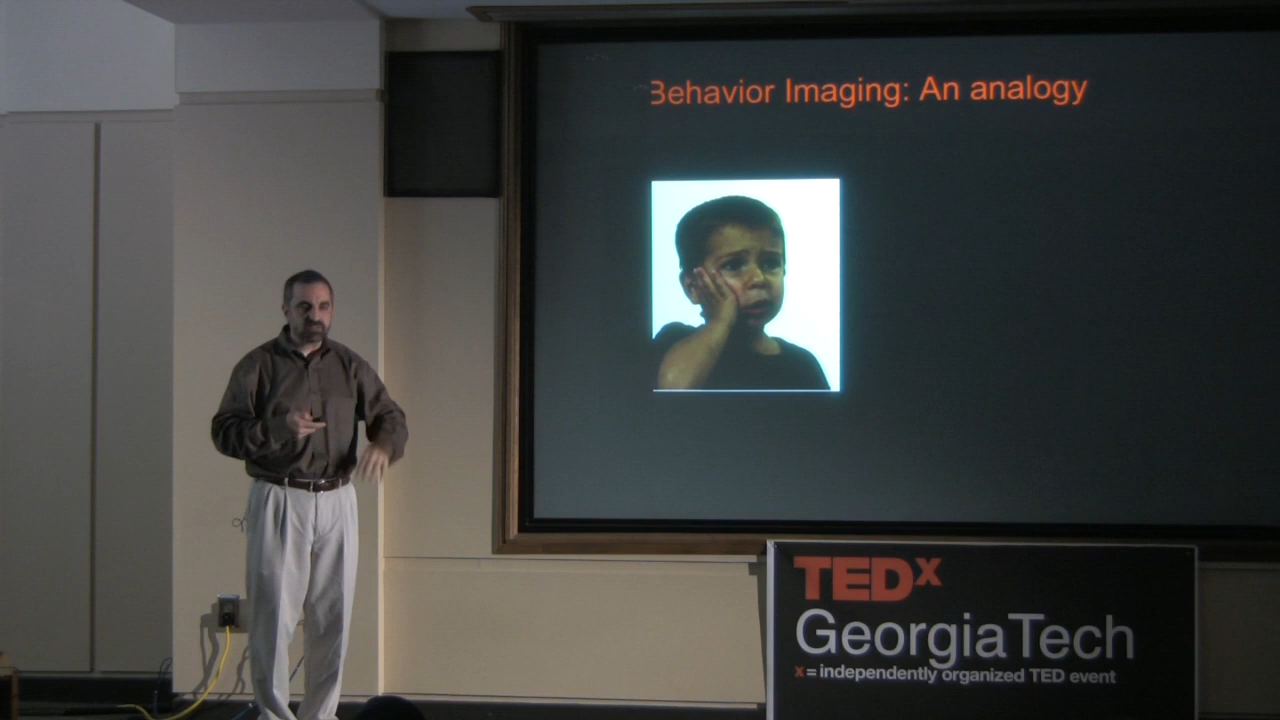 Behavior Imaging: An analogy
TEDx
GeorgiaTech
x = independently organized TED event